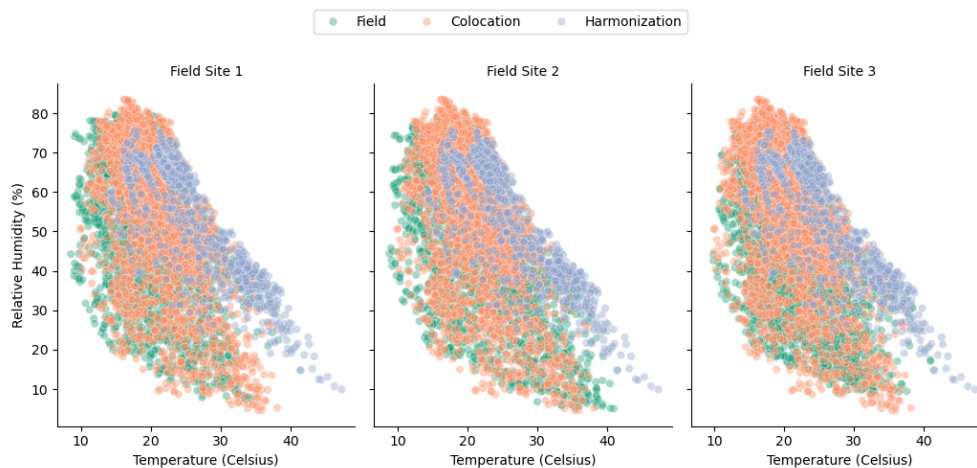 Field Colocation Harmonization
Field Site 1 Field Site 2 Field Site 3
Relative Humidity (%)
80
70
60
50
40
30
20
10
10 20 30 40 10 20 30 40 10 20 30 40
Temperature (Celsius) Temperature (Celsius) Temperature (Celsius)